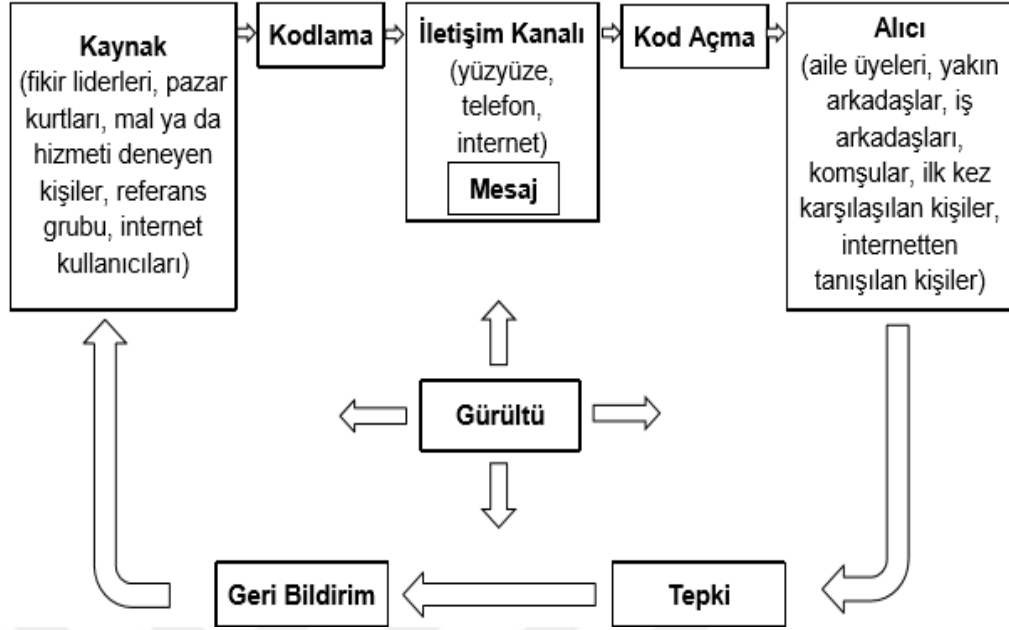 Kaynak
(fikir liderleri, pazar
kurtları, mal ya da
hizmeti deneyen
kişiler, referans
grubu, internet
kullanıcıları)
Kodlama
İletişim Kanalı
(yüzyüze,
telefon,
internet)
Mesaj
Kod Açma
Alıcı
(aile üyeleri, yakın
arkadaşlar, iş
arkadaşları,
komşular, ilk kez
karşılaşılan kişiler,
internetten
tanışılan kişiler)
Gürültü
Geri Bildirim
Tepki